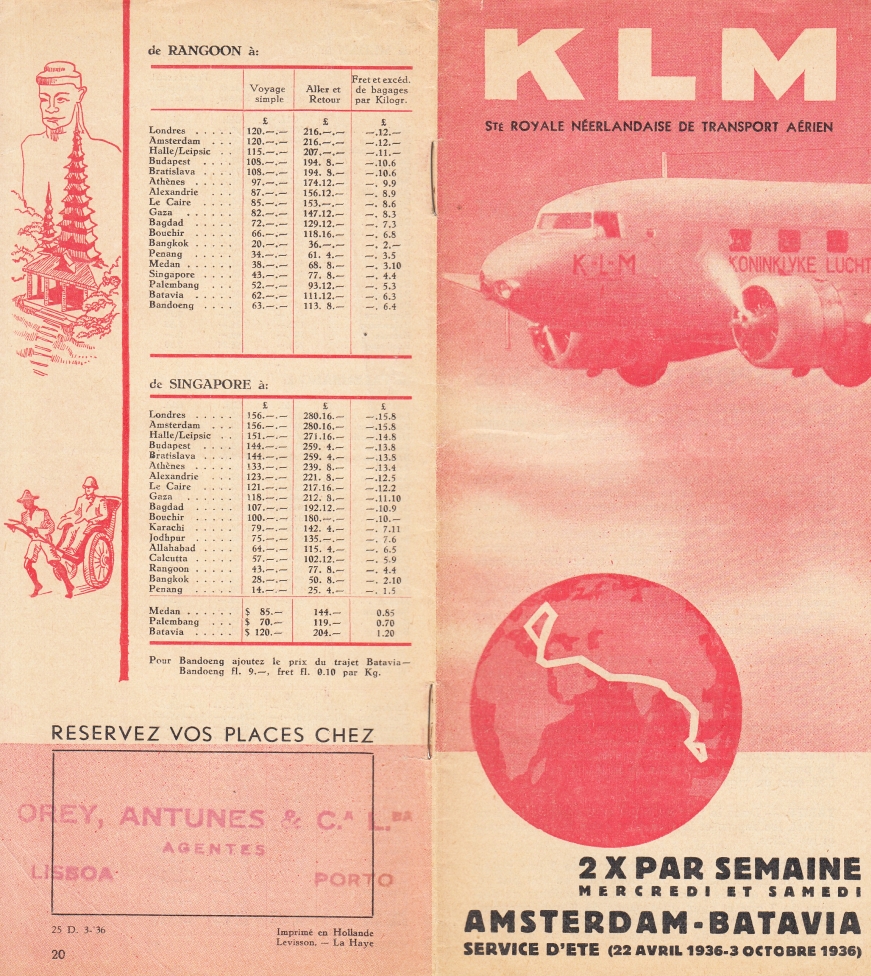 de RANGOON à:
Voyage simple Aller et Retour Fret et excéd. de bagages par Kilogr.
£ £ £
Londres . . . . . 120.—.— 216.—.— —.12.—
Amsterdam . . . . 120.—.— 216.—.— —.12.—
Halle/Leipsic . . . 115.—.— 207.—.— —.11.—
Budapest . . . . . 108.—.— 194. 8.— —.10.6
Bratislava . . . . 108.—.— 194. 8.— —.10.6
Athènes . . . . . 97.—.— 174.12.— —. 9.9
Alexandrie . . . . 87.—.— 156.12.— —. 8.9
Le Caire . . . . . 85.—.— 153.—.— —. 8.6
Gaza . . . . . 82.—.— 147.12.— —. 8.3
Bagdad . . . . . 72.—.— 129.12.— —. 7.3
Bouchir . . . . . 66.—.— 118.16.— —. 6.8
Bangkok . . . . . 20.—.— 36.—.— —. 2.—
Penang . . . . . 34.—.— 61. 4.— —. 3.5
Medan . . . . . 38.—.— 68. 8.— —. 3.10
Singapore . . . . 43.—.— 77. 8.— —. 4.4
Palembang . . . . 52.—.— 93.12.— —. 5.3
Batavia . . . . . 62.—.— 111.12.— —. 6.3
Bandoeng . . . . 63.—.— 113. 8.— —. 6.4
de SINGAPORE à:
£ £ £
Londres . . . . . 156.—.— 280.16.— —.15.8
Amsterdam . . . . 156.—.— 280.16.— —.15.8
Halle/Leipsic . . 151.—.— 271.16.— —.14.8
Budapest . . . . 144.—.— 259. 4.— —.13.8
Bratislava . . . . 144.—.— 259. 4.— —.13.8
Athènes . . . . . 133.—.— 239. 8.— —.13.4
Alexandrie . . . . 123.—.— 221. 8.— —.12.5
Le Caire . . . . 121.—.— 217.16.— —.12.2
Gaza . . . . . 118.—.— 212. 8.— —.11.10
Bagdad . . . . . 107.—.— 192.12.— —.10.9
Bouchir . . . . . 100.—.— 180.—.— —.10.—
Karachi . . . . . 79.—.— 142. 4.— —. 7.11
Jodhpur . . . . . 75.—.— 135.—.— —. 7.6
Allahabad . . . . 64.—.— 115. 4.— —. 6.5
Calcutta . . . . . 57.—.— 102.12.— —. 5.9
Rangoon . . . . . 43.—.— 77. 8.— —. 4.4
Bangkok . . . . . 28.—.— 50. 8.— —. 2.10
Penang . . . . . 14.—.— 25. 4.— —. 1.5
Medan . . . . . . $ 85.— 144.— 0.85
Palembang . . . . $ 70.— 119.— 0.70
Batavia . . . . . $ 120.— 204.— 1.20
Pour Bandoeng ajoutez le prix du trajet Batavia—
Bandoeng fl. 9.—, fret fl. 0.10 par Kg.
RESERVEZ VOS PLACES CHEZ
OREY, ANTUNES & C.A L.DA
AGENTES
LISBOA PORTO
25 D. 3-'36
Imprimé en Hollande
Levisson. — La Haye
20
KLM
STE ROYALE NÉERLANDAISE DE TRANSPORT AÉRIEN
K·L·M
KONINKLYKE LUCHT
2 X PAR SEMAINE
MERCREDI ET SAMEDI
AMSTERDAM-BATAVIA
SERVICE D'ETE (22 AVRIL 1936-3 OCTOBRE 1936)